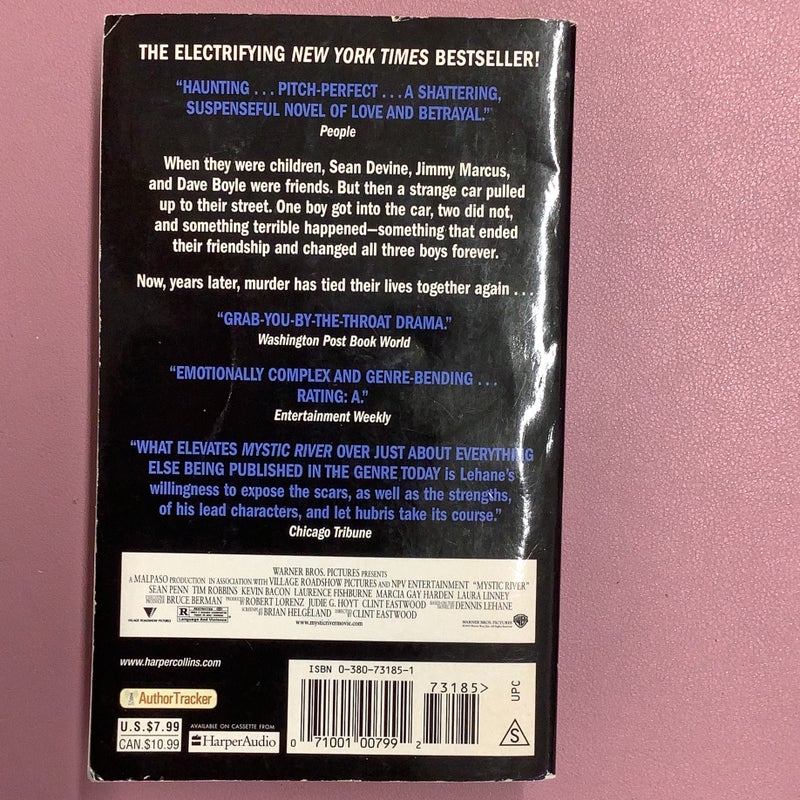 THE ELECTRIFYING NEW YORK TIMES BESTSELLER!
“HAUNTING . . . PITCH-PERFECT . . . A SHATTERING,
SUSPENSEFUL NOVEL OF LOVE AND BETRAYAL.”
People
When they were children, Sean Devine, Jimmy Marcus,
and Dave Boyle were friends. But then a strange car pulled
up to their street. One boy got into the car, two did not,
and something terrible happened—something that ended
their friendship and changed all three boys forever.
Now, years later, murder has tied their lives together again . . .
“GRAB-YOU-BY-THE-THROAT DRAMA.”
Washington Post Book World
“EMOTIONALLY COMPLEX AND GENRE-BENDING . . .
RATING: A.”
Entertainment Weekly
“WHAT ELEVATES MYSTIC RIVER OVER JUST ABOUT EVERYTHING
ELSE BEING PUBLISHED IN THE GENRE TODAY is Lehane’s
willingness to expose the scars, as well as the strengths,
of his lead characters, and let hubris take its course.”
Chicago Tribune
WARNER BROS. PICTURES PRESENTS
A MALPASO PRODUCTION IN ASSOCIATION WITH VILLAGE ROADSHOW PICTURES AND NPV ENTERTAINMENT “MYSTIC RIVER”
SEAN PENN TIM ROBBINS KEVIN BACON LAURENCE FISHBURNE MARCIA GAY HARDEN LAURA LINNEY
BRUCE BERMAN ROBERT LORENZ JUDIE G. HOYT CLINT EASTWOOD DENNIS LEHANE
BRIAN HELGELAND CLINT EASTWOOD
VILLAGE ROADSHOW PICTURES
R RESTRICTED
Language And Violence
www.mysticrivermovie.com
WARNER BROS. PICTURES
www.harpercollins.com
AuthorTracker
U.S.$7.99
CAN.$10.99
AVAILABLE ON CASSETTE FROM
HarperAudio
ISBN 0-380-73185-1
73185>
0 71001 00799 2
UPC
S